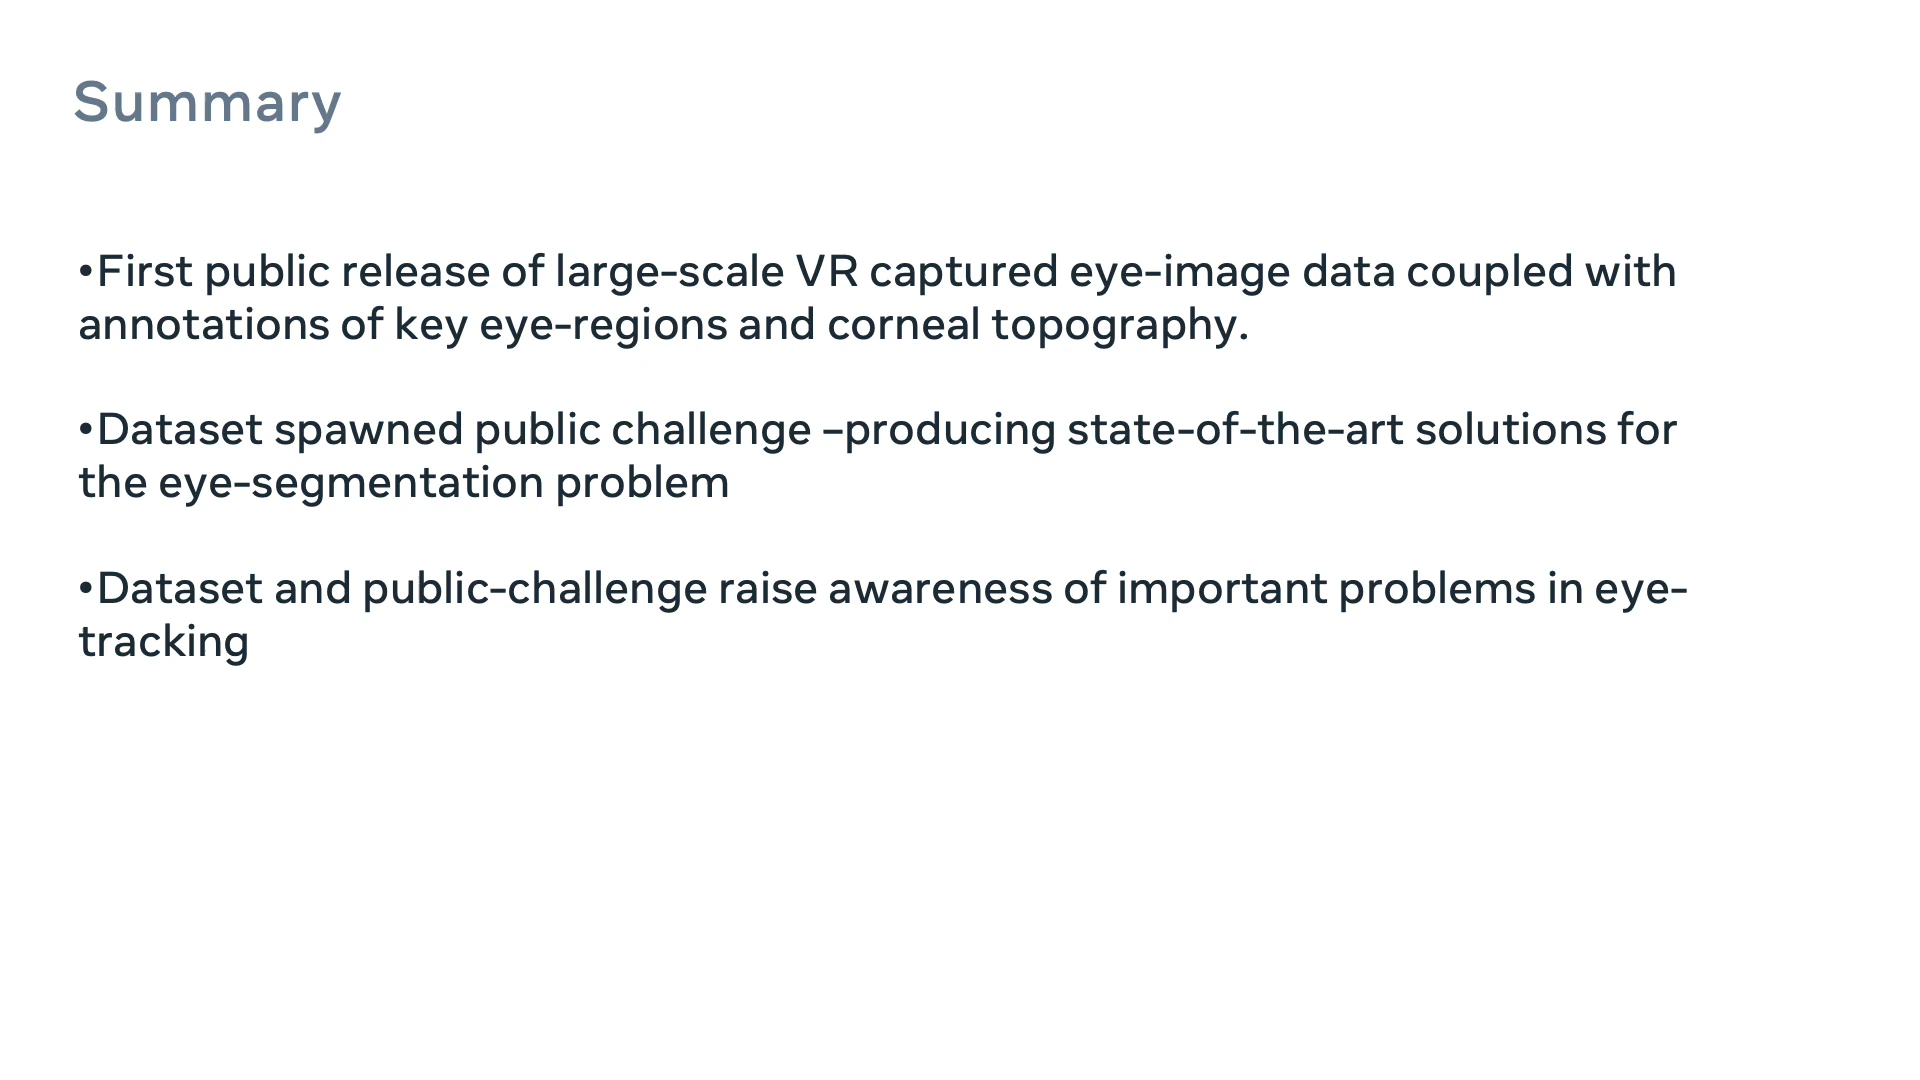 Summary
•First public release of large-scale VR captured eye-image data coupled with
annotations of key eye-regions and corneal topography.
•Dataset spawned public challenge –producing state-of-the-art solutions for
the eye-segmentation problem
•Dataset and public-challenge raise awareness of important problems in eye-
tracking